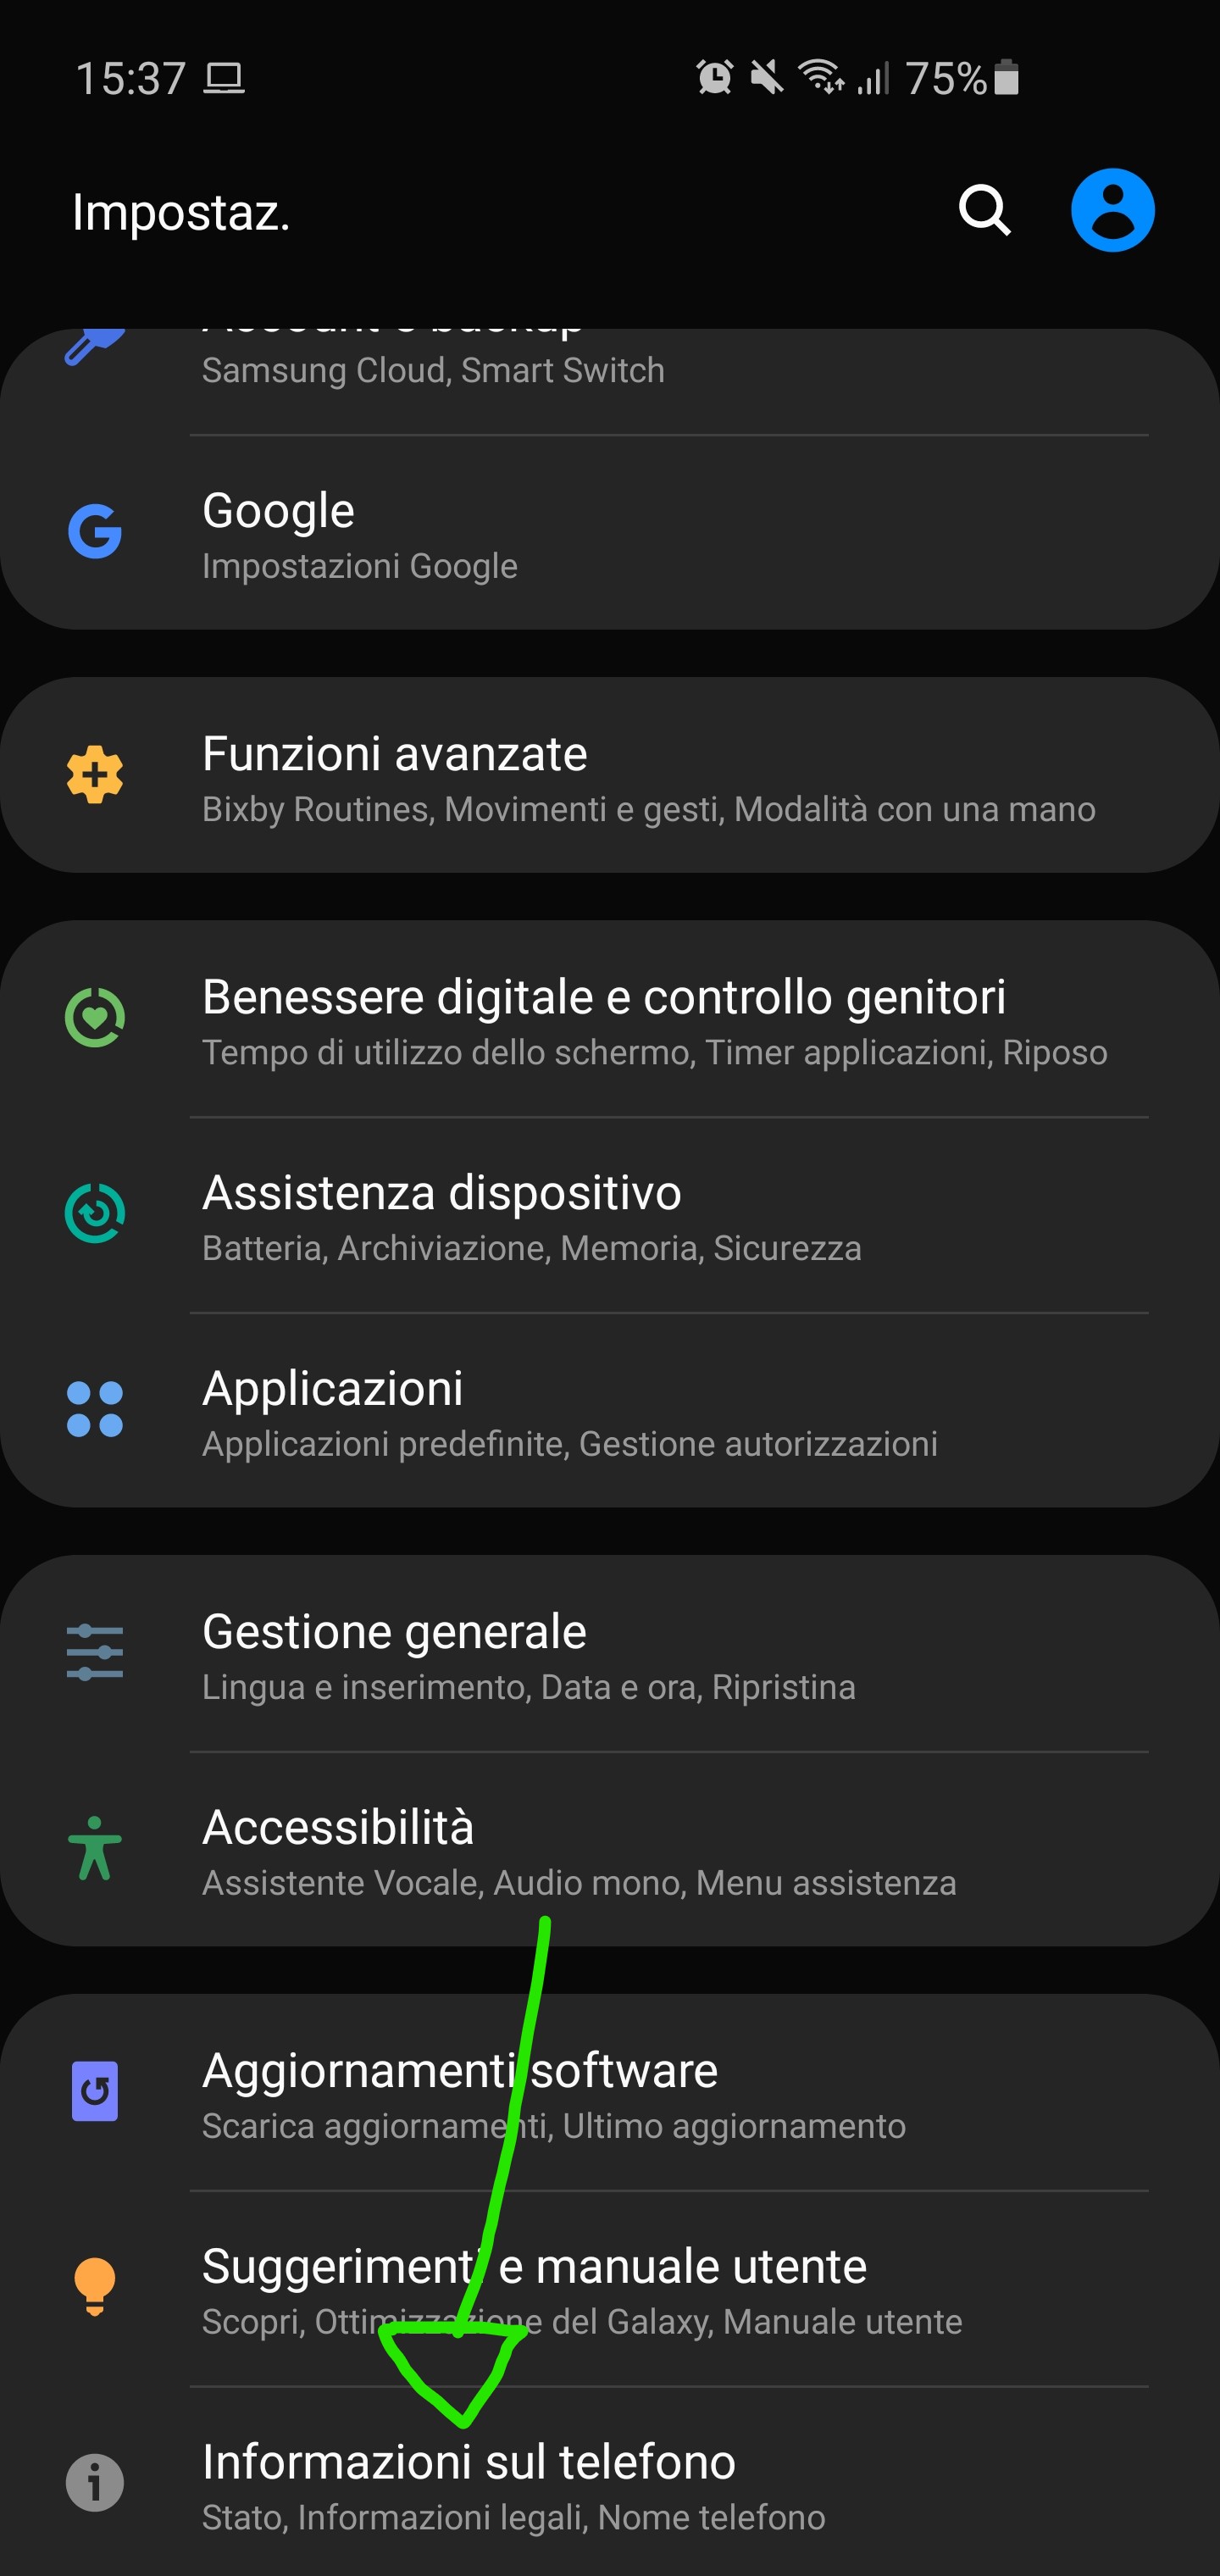 15:37
75%
Impostaz.
Account e backup
Samsung Cloud, Smart Switch
Google
Impostazioni Google
Funzioni avanzate
Bixby Routines, Movimenti e gesti, Modalità con una mano
Benessere digitale e controllo genitori
Tempo di utilizzo dello schermo, Timer applicazioni, Riposo
Assistenza dispositivo
Batteria, Archiviazione, Memoria, Sicurezza
Applicazioni
Applicazioni predefinite, Gestione autorizzazioni
Gestione generale
Lingua e inserimento, Data e ora, Ripristina
Accessibilità
Assistente Vocale, Audio mono, Menu assistenza
Aggiornamenti software
Scarica aggiornamenti, Ultimo aggiornamento
Suggerimenti e manuale utente
Scopri, Ottimizzazione del Galaxy, Manuale utente
Informazioni sul telefono
Stato, Informazioni legali, Nome telefono